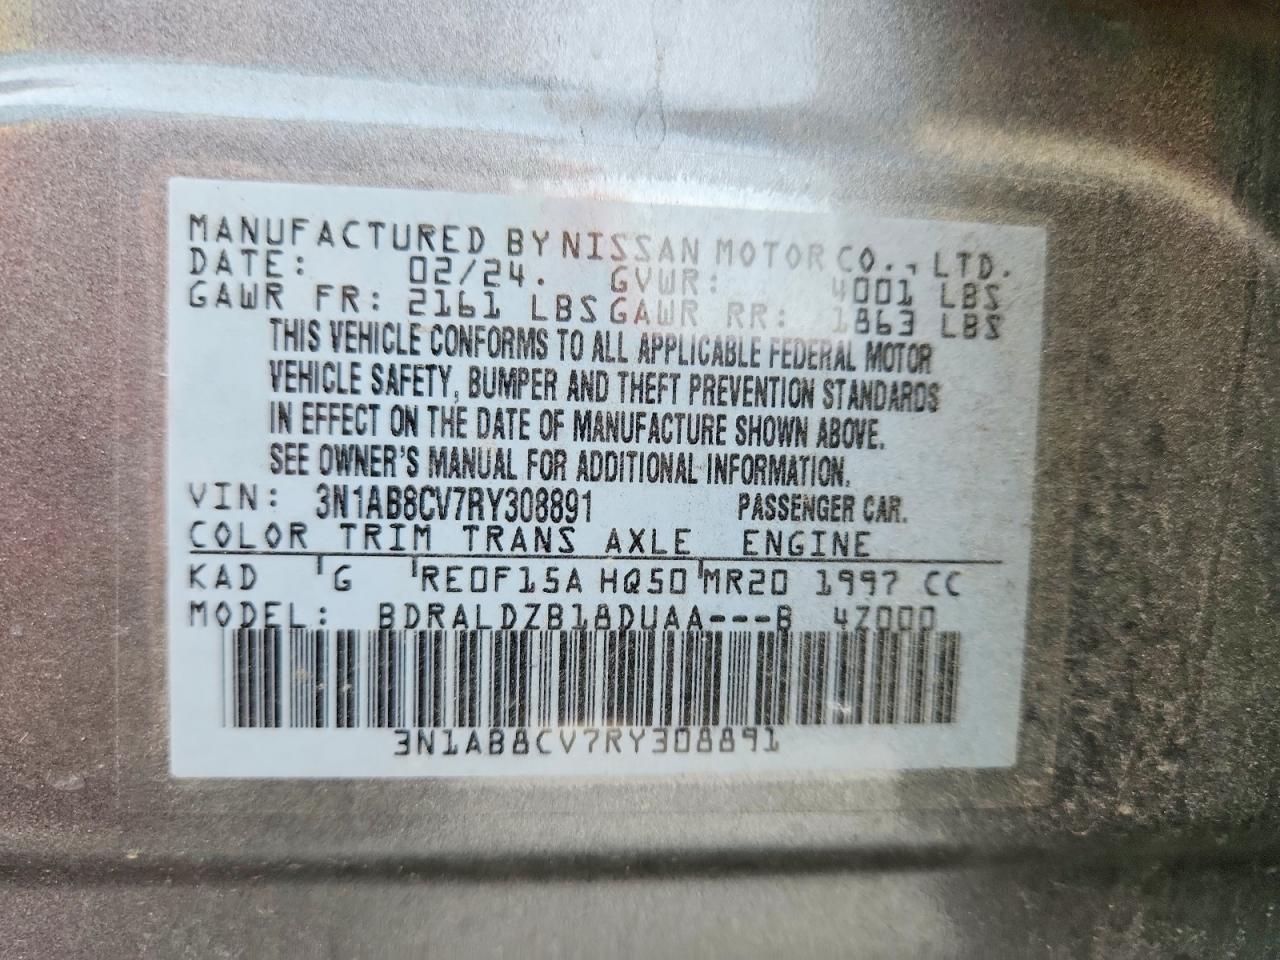 MANUFACTURED BY NISSAN MOTOR CO., LTD.
DATE: 02/24. GVWR: 4001 LBS
GAWR FR: 2161 LBS GAWR RR: 1863 LBS
THIS VEHICLE CONFORMS TO ALL APPLICABLE FEDERAL MOTOR
VEHICLE SAFETY, BUMPER AND THEFT PREVENTION STANDARDS
IN EFFECT ON THE DATE OF MANUFACTURE SHOWN ABOVE.
SEE OWNER'S MANUAL FOR ADDITIONAL INFORMATION.
VIN: 3N1AB8CV7RY308891 PASSENGER CAR.
COLOR TRIM TRANS AXLE ENGINE
KAD G RE0F15A HQ50 MR20 1997 CC
MODEL: BDRALDZB18DUAA---B 4Z000
3N1AB8CV7RY308891